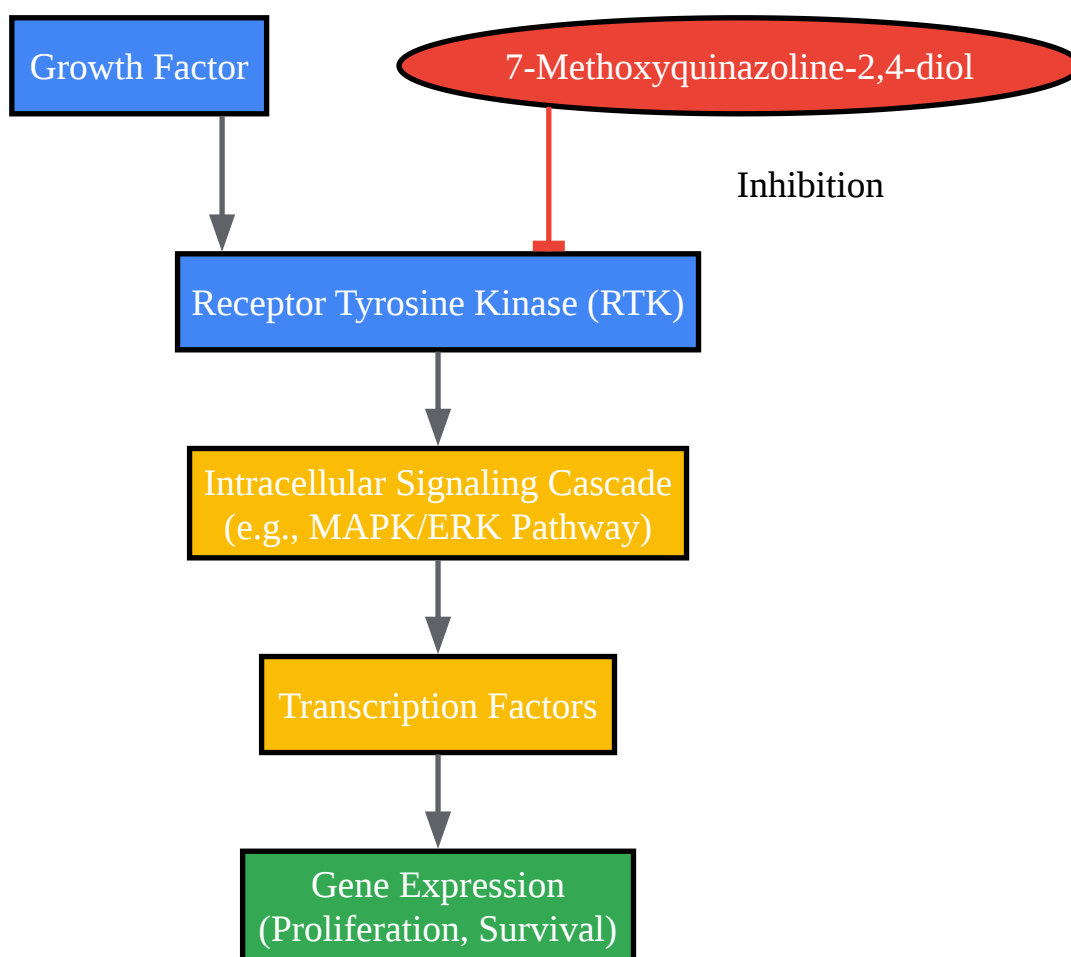 Growth Factor
7-Methoxyquinazoline-2,4-diol
Inhibition
Receptor Tyrosine Kinase (RTK)
Intracellular Signaling Cascade
(e.g., MAPK/ERK Pathway)
Transcription Factors
Gene Expression
(Proliferation, Survival)